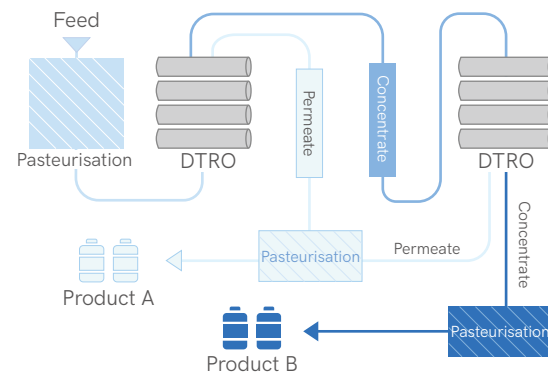 Feed
Pasteurisation
DTRO
Permeate
Concentrate
DTRO
Pasteurisation
Permeate
Concentrate
Product A
Pasteurisation
Product B